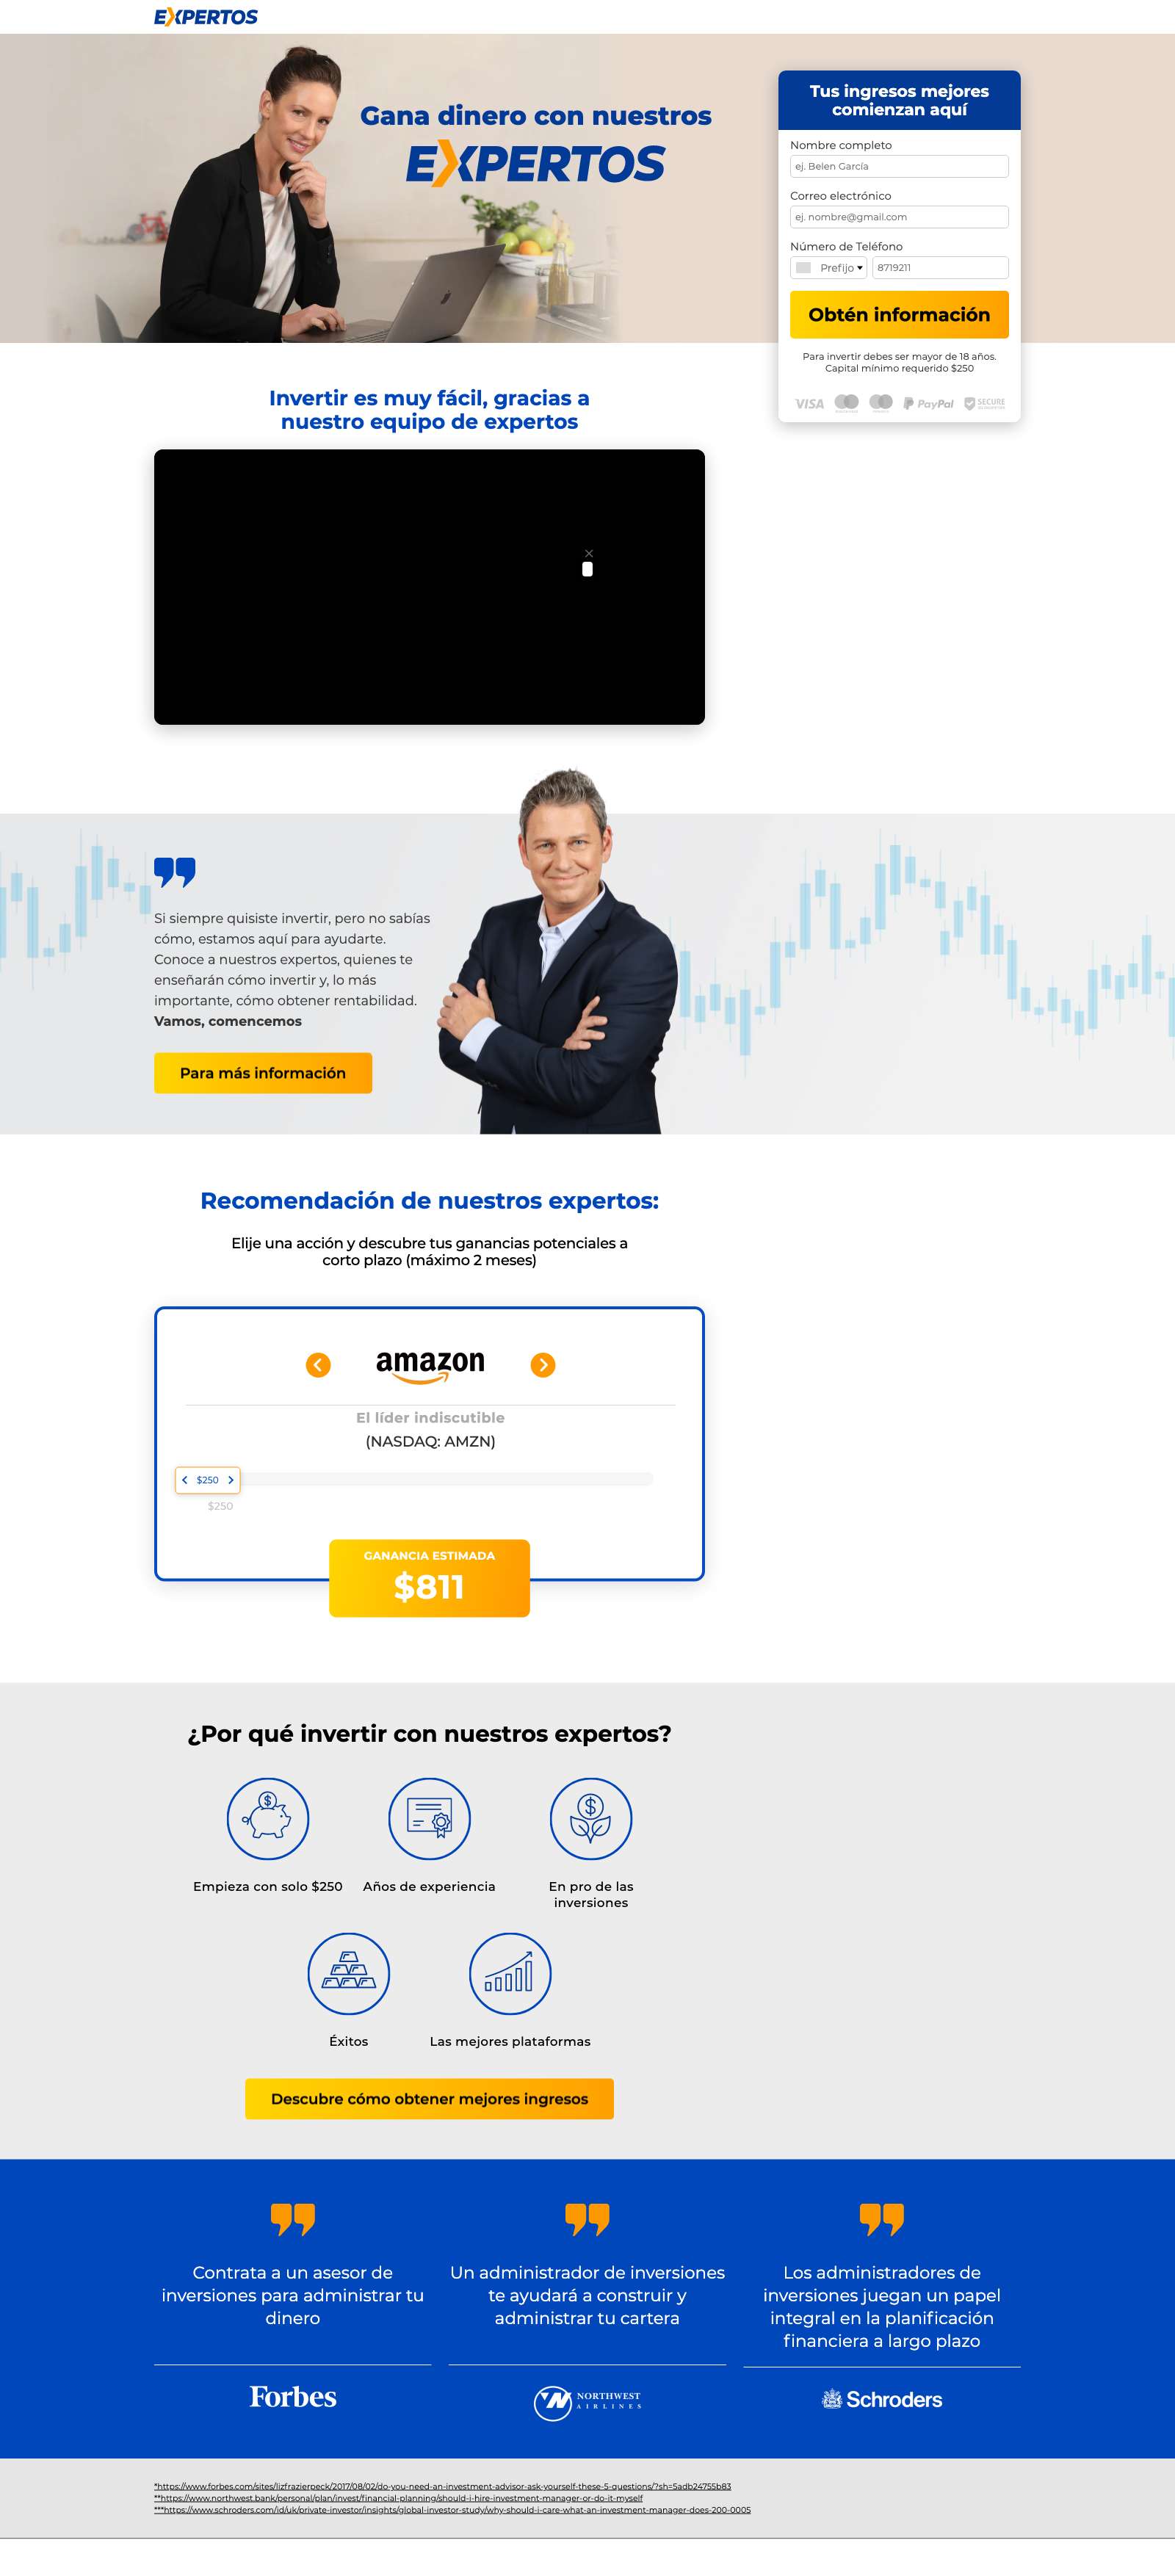 EXPERTOS
Gana dinero con nuestros
EXPERTOS
Tus ingresos mejores
comienzan aquí
Nombre completo
ej. Belen García
Correo electrónico
ej. nombre@gmail.com
Número de Teléfono
Prefijo
8719211
Obtén información
Para invertir debes ser mayor de 18 años.
Capital mínimo requerido $250
VISA
PayPal
SECURE
Invertir es muy fácil, gracias a
nuestro equipo de expertos
Si siempre quisiste invertir, pero no sabías
cómo, estamos aquí para ayudarte.
Conoce a nuestros expertos, quienes te
enseñarán cómo invertir y, lo más
importante, cómo obtener rentabilidad.
Vamos, comencemos
Para más información
Recomendación de nuestros expertos:
Elije una acción y descubre tus ganancias potenciales a
corto plazo (máximo 2 meses)
amazon
El líder indiscutible
(NASDAQ: AMZN)
$250
$250
GANANCIA ESTIMADA
$811
¿Por qué invertir con nuestros expertos?
Empieza con solo $250
Años de experiencia
En pro de las
inversiones
Éxitos
Las mejores plataformas
Descubre cómo obtener mejores ingresos
Contrata a un asesor de
inversiones para administrar tu
dinero
Forbes
Un administrador de inversiones
te ayudará a construir y
administrar tu cartera
NORTHWEST
AIRLINES
Los administradores de
inversiones juegan un papel
integral en la planificación
financiera a largo plazo
Schroders
*https://www.forbes.com/sites/lizfrazierpeck/2017/08/02/do-you-need-an-investment-advisor-ask-yourself-these-5-questions/?sh=5adb24755b83
**https://www.northwest.bank/personal/plan/invest/financial-planning/should-i-hire-investment-manager-or-do-it-myself
***https://www.schroders.com/id/uk/private-investor/insights/global-investor-study/why-should-i-care-what-an-investment-manager-does-200-0005